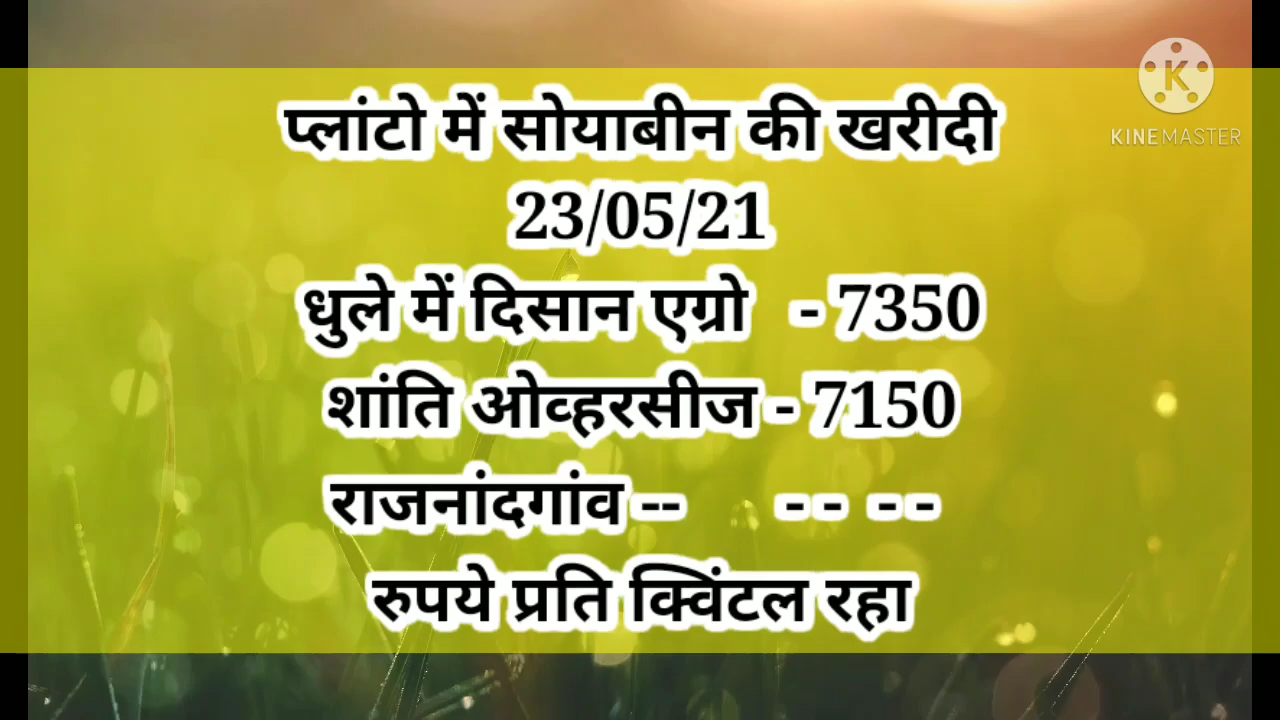 प्लांटो में सोयाबीन की खरीदी
23/05/21
धुले में दिसान एग्रो - 7350
शांति ओव्हरसीज - 7150
राजनांदगांव -- -- --
रुपये प्रति क्विंटल रहा
K
KINEMASTER